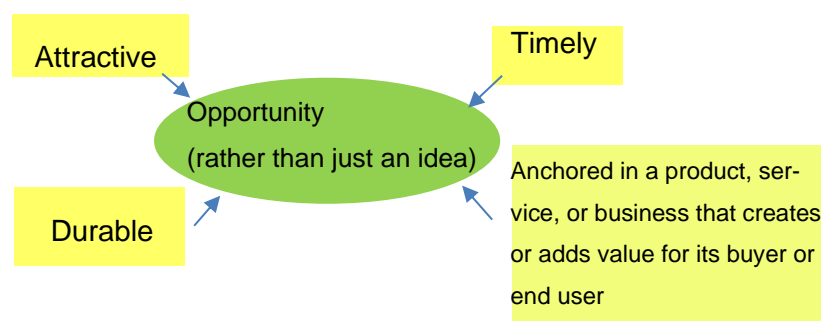 Attractive
Timely
Opportunity
(rather than just an idea)
Durable
Anchored in a product, ser-
vice, or business that creates
or adds value for its buyer or
end user